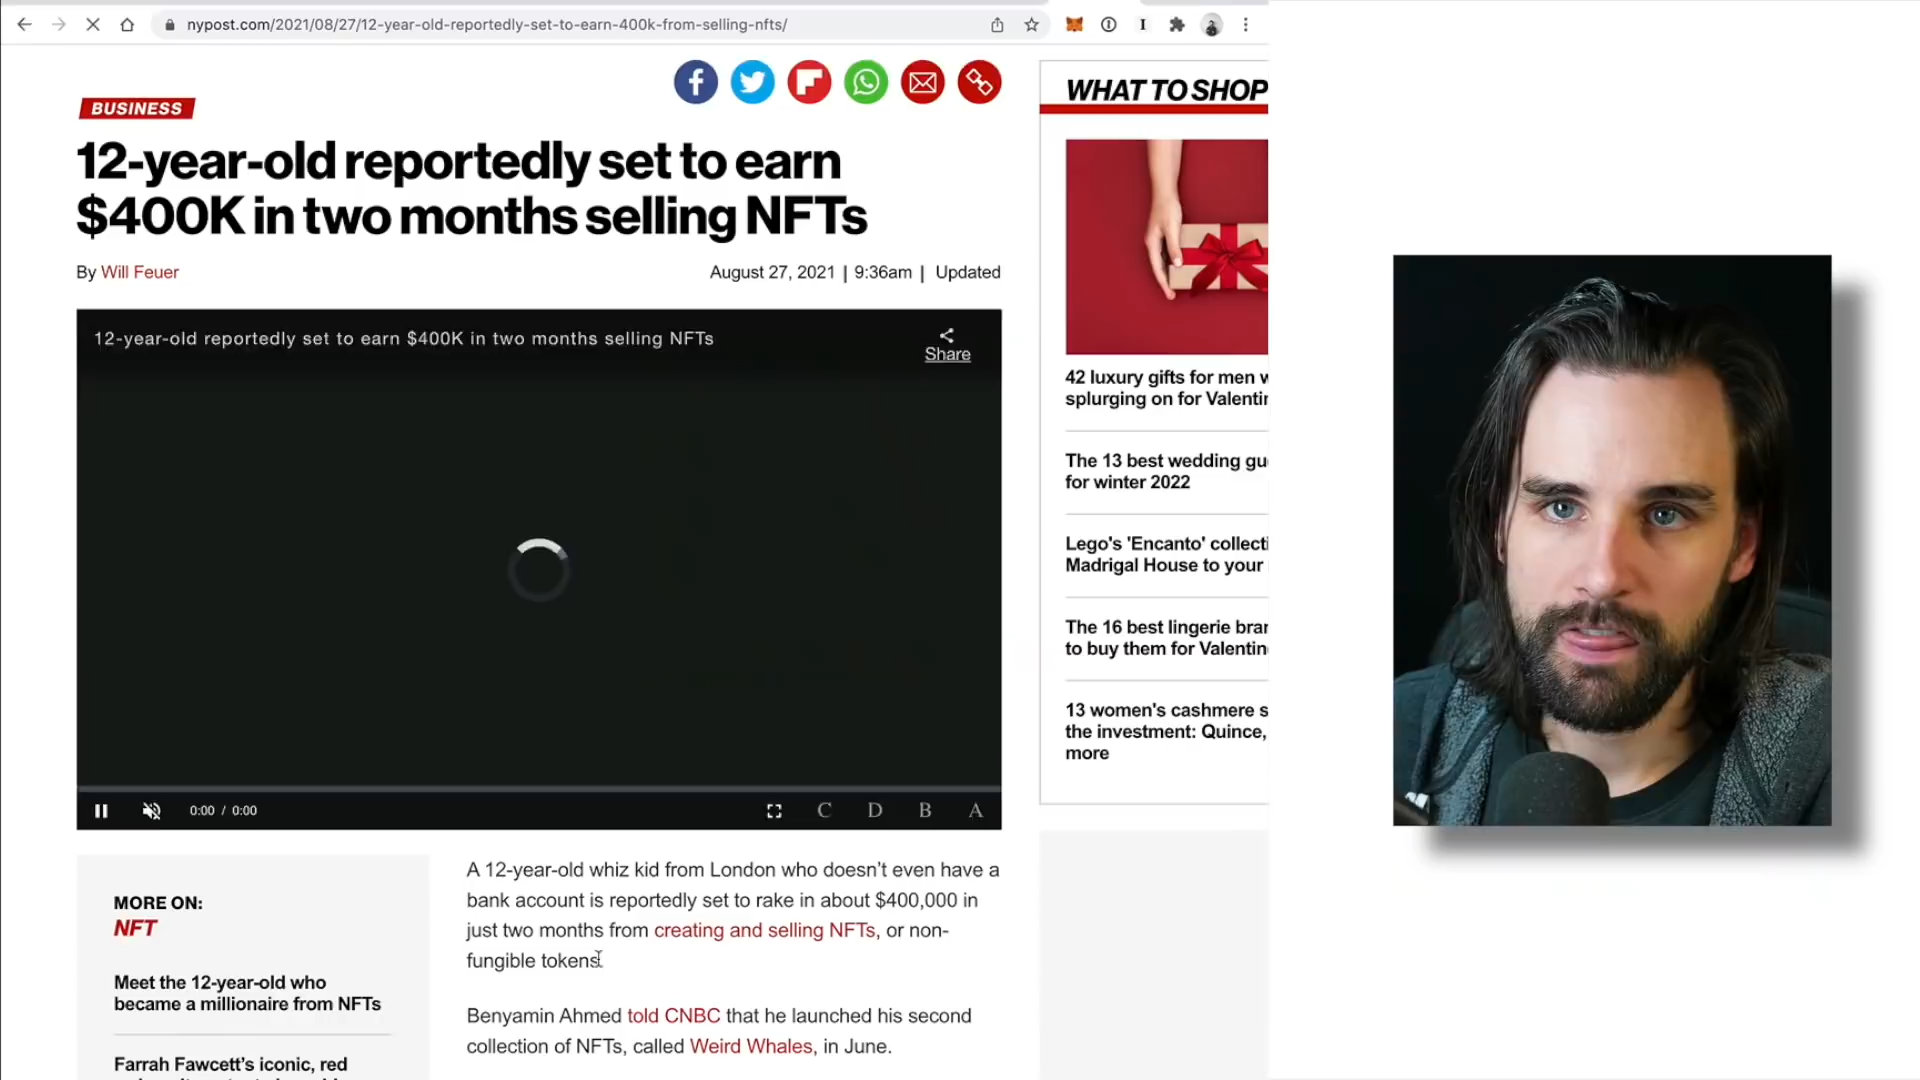 nypost.com/2021/08/27/12-year-old-reportedly-set-to-earn-400k-from-selling-nfts/
BUSINESS
12-year-old reportedly set to earn
$400K in two months selling NFTs
By Will Feuer
August 27, 2021 | 9:36am | Updated
12-year-old reportedly set to earn $400K in two months selling NFTs
Share
0:00 / 0:00
C D B A
MORE ON:
NFT
Meet the 12-year-old who
became a millionaire from NFTs
Farrah Fawcett's iconic, red
A 12-year-old whiz kid from London who doesn't even have a
bank account is reportedly set to rake in about $400,000 in
just two months from creating and selling NFTs, or non-
fungible tokens.
Benyamin Ahmed told CNBC that he launched his second
collection of NFTs, called Weird Whales, in June.
WHAT TO SHOP
42 luxury gifts for men w
splurging on for Valentin
The 13 best wedding gu
for winter 2022
Lego's 'Encanto' collecti
Madrigal House to your
The 16 best lingerie bran
to buy them for Valentin
13 women's cashmere s
the investment: Quince,
more